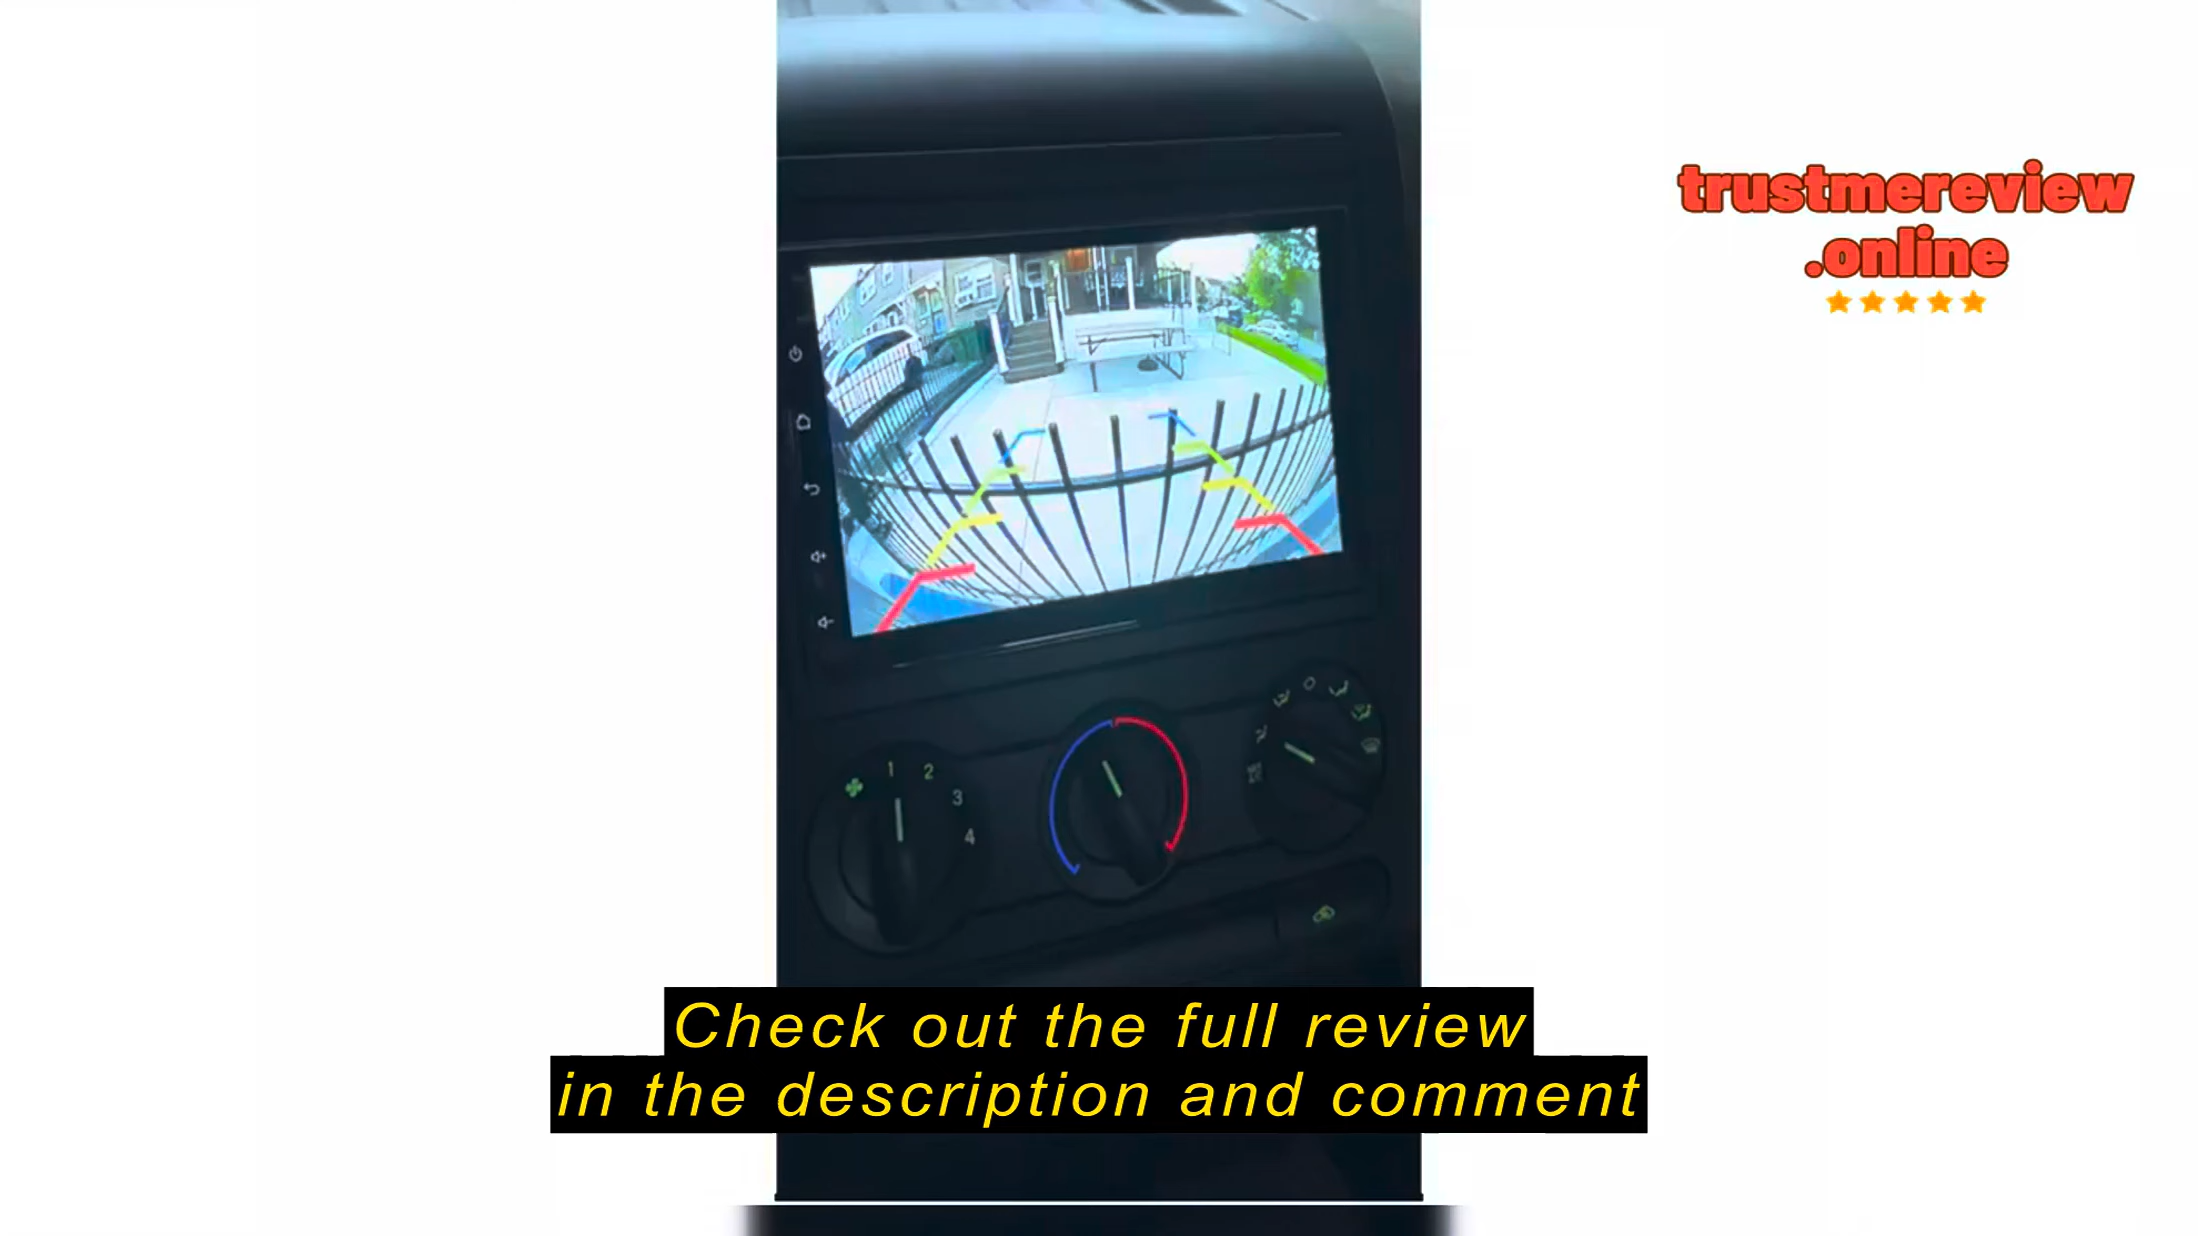 trustmereview
.online
1 2
3
4
Check out the full review
in the description and comment